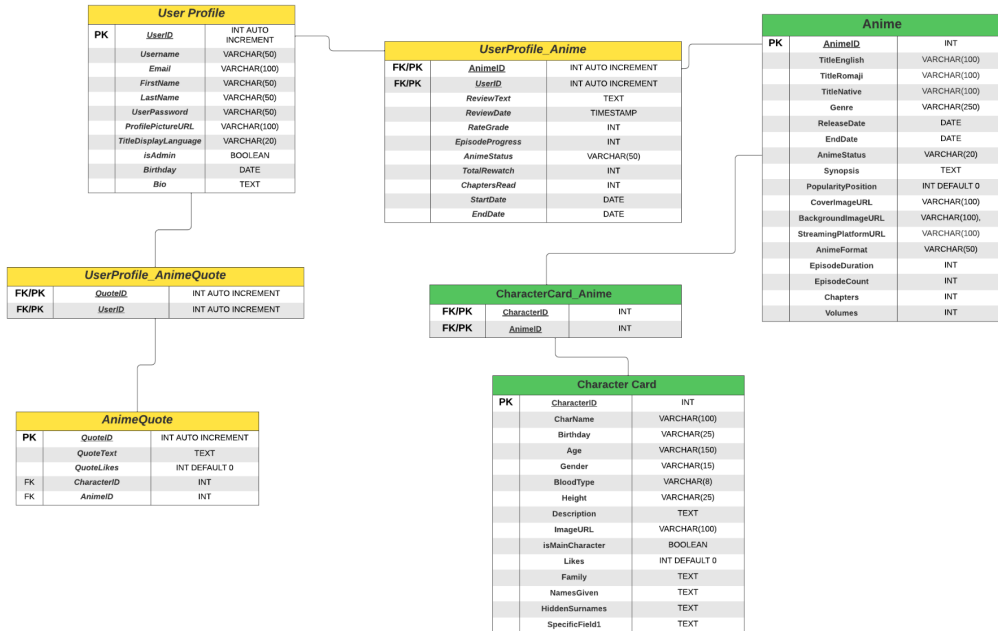 User Profile
PK UserID INT AUTO INCREMENT
Username VARCHAR(50)
Email VARCHAR(100)
FirstName VARCHAR(50)
LastName VARCHAR(50)
UserPassword VARCHAR(50)
ProfilePictureURL VARCHAR(100)
TitleDisplayLanguage VARCHAR(20)
isAdmin BOOLEAN
Birthday DATE
Bio TEXT
UserProfile_Anime
FK/PK AnimeID INT AUTO INCREMENT
FK/PK UserID INT AUTO INCREMENT
ReviewText TEXT
ReviewDate TIMESTAMP
RateGrade INT
EpisodeProgress INT
AnimeStatus VARCHAR(50)
TotalRewatch INT
ChaptersRead INT
StartDate DATE
EndDate DATE
Anime
PK AnimeID INT
TitleEnglish VARCHAR(100)
TitleRomaji VARCHAR(100)
TitleNative VARCHAR(100)
Genre VARCHAR(250)
ReleaseDate DATE
EndDate DATE
AnimeStatus VARCHAR(20)
Synopsis TEXT
PopularityPosition INT DEFAULT 0
CoverImageURL VARCHAR(100)
BackgroundImageURL VARCHAR(100),
StreamingPlatformURL VARCHAR(100)
AnimeFormat VARCHAR(50)
EpisodeDuration INT
EpisodeCount INT
Chapters INT
Volumes INT
UserProfile_AnimeQuote
FK/PK QuoteID INT AUTO INCREMENT
FK/PK UserID INT AUTO INCREMENT
CharacterCard_Anime
FK/PK CharacterID INT
FK/PK AnimeID INT
AnimeQuote
PK QuoteID INT AUTO INCREMENT
QuoteText TEXT
QuoteLikes INT DEFAULT 0
FK CharacterID INT
FK AnimeID INT
Character Card
PK CharacterID INT
CharName VARCHAR(100)
Birthday VARCHAR(25)
Age VARCHAR(150)
Gender VARCHAR(15)
BloodType VARCHAR(8)
Height VARCHAR(25)
Description TEXT
ImageURL VARCHAR(100)
isMainCharacter BOOLEAN
Likes INT DEFAULT 0
Family TEXT
NamesGiven TEXT
HiddenSurnames TEXT
SpecificField1 TEXT